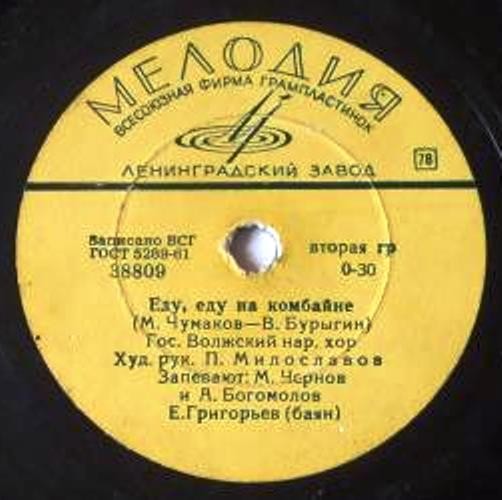 МЕЛОДИЯ
ВСЕСОЮЗНАЯ ФИРМА ГРАМПЛАСТИНОК
ЛЕНИНГРАДСКИЙ ЗАВОД
78
Записано ВСГ
ГОСТ 5289-61
38809
вторая гр
0-30
Еду, еду на комбайне
(М. Чумаков—В. Бурыгин)
Гос. Волжский нар. хор
Худ. рук. П. Милославов
Запевают: М. Чернов
и А. Богомолов
Е.Григорьев (баян)